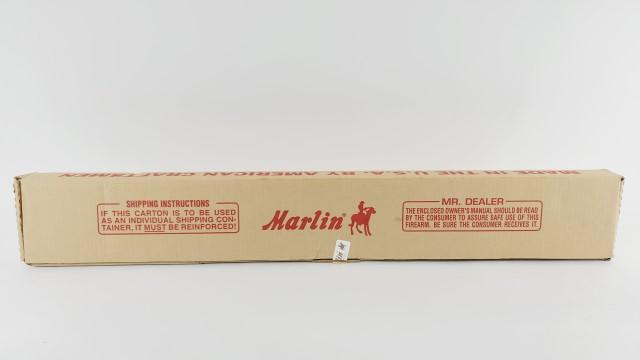 MADE IN THE U.S.A. BY AMERICAN CRAFTSMEN
SHIPPING INSTRUCTIONS
IF THIS CARTON IS TO BE USED
AS AN INDIVIDUAL SHIPPING CON-
TAINER, IT MUST BE REINFORCED!
Marlin®
MR. DEALER
THE ENCLOSED OWNER'S MANUAL SHOULD BE READ
BY THE CONSUMER TO ASSURE SAFE USE OF THIS
FIREARM. BE SURE THE CONSUMER RECEIVES IT.